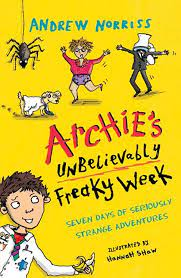 ANDREW NORRISS
ARCHIE'S
UNBELIEVABLY
FREAKY WEEK
SEVEN DAYS OF SERIOUSLY
STRANGE ADVENTURES
ILLUSTRATED BY
HANNAH SHAW